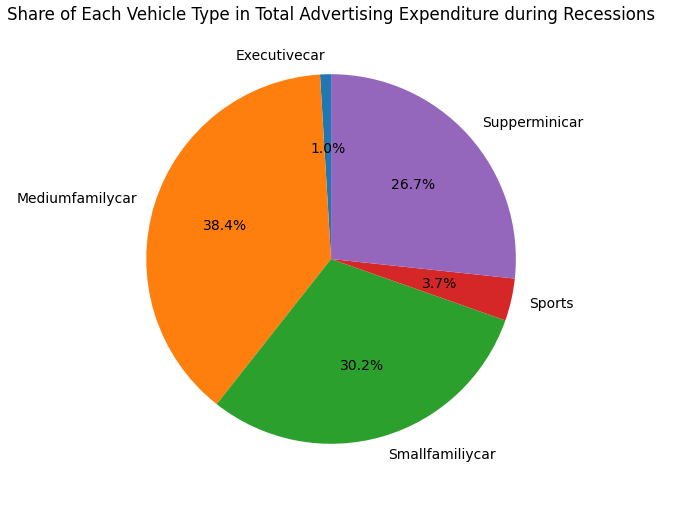 Share of Each Vehicle Type in Total Advertising Expenditure during Recessions
Executivecar
Supperminicar
1.0%
26.7%
Mediumfamilycar
38.4%
3.7%
Sports
30.2%
Smallfamiliycar